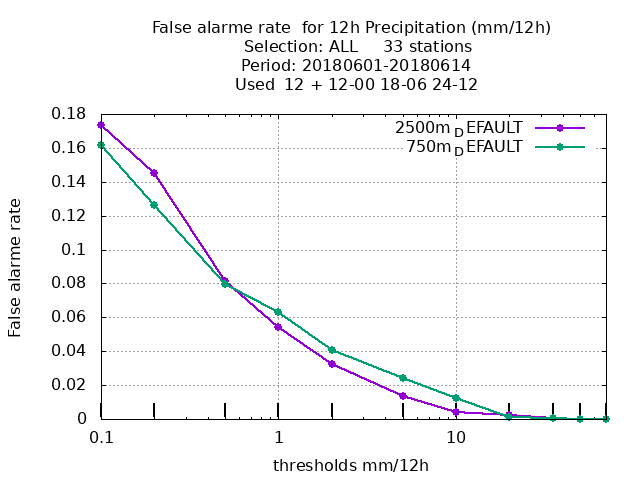 False alarme rate  for 12h Precipitation (mm/12h)
Selection: ALL     33 stations
Period: 20180601-20180614
Used  12 + 12-00 18-06 24-12
0.18
0.16
0.14
0.12
0.1
0.08
0.06
0.04
0.02
0
False alarme rate
2500m_DEFAULT
750m_DEFAULT
0.1 1 10
thresholds mm/12h